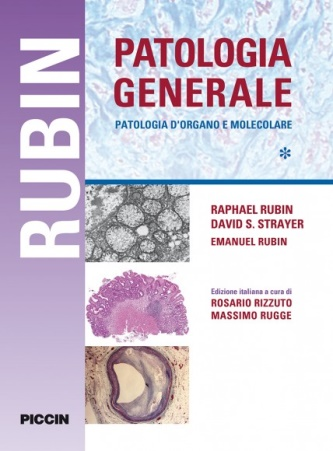 RUBIN
PATOLOGIA
GENERALE
PATOLOGIA D'ORGANO E MOLECOLARE
*
RAPHAEL RUBIN
DAVID S. STRAYER
EMANUEL RUBIN
Edizione italiana a cura di
ROSARIO RIZZUTO
MASSIMO RUGGE
PICCIN